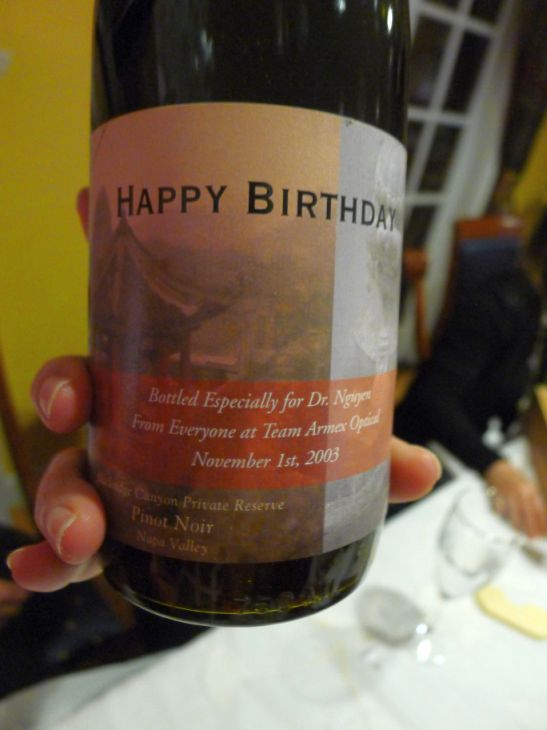 HAPPY BIRTHDAY
Bottled Especially for Dr. Nguyen
From Everyone at Team Armex Optical
November 1st, 2003
Canyon Private Reserve
Pinot Noir
Napa Valley